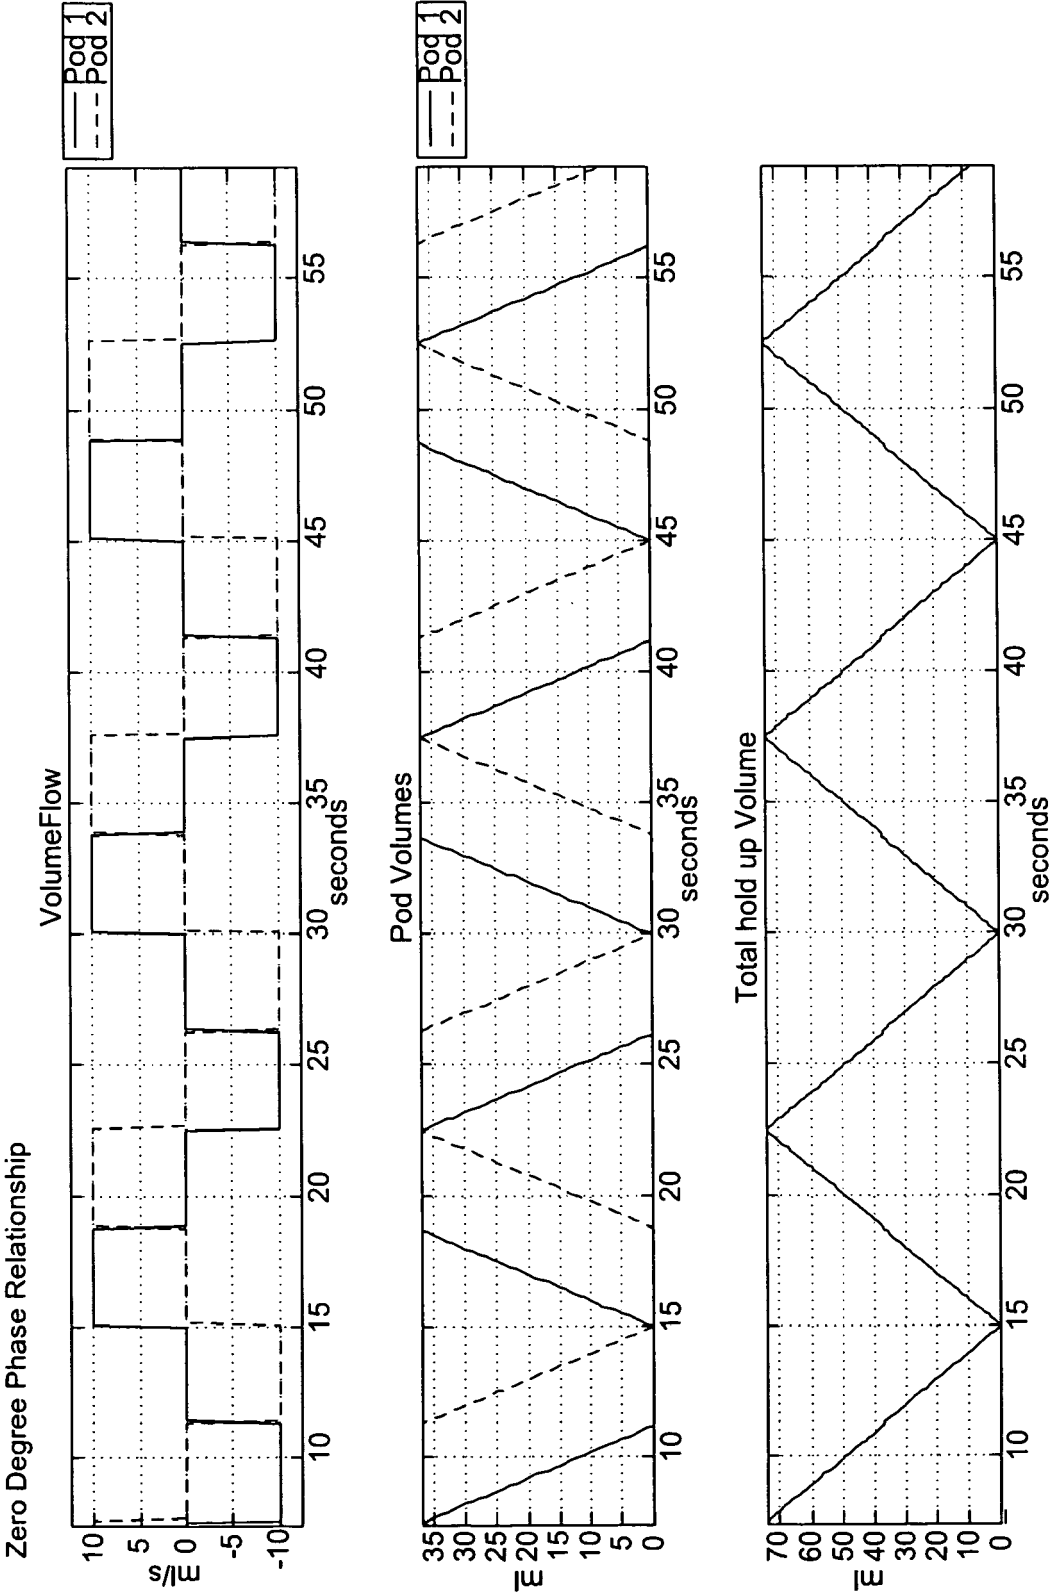 Zero Degree Phase Relationship
VolumeFlow
Pod 1
Pod 2
ml/s
10
5
0
-5
-10
10 15 20 25 30 35 40 45 50 55
seconds
Pod Volumes
Pod 1
Pod 2
ml
35
30
25
20
15
10
5
0
10 15 20 25 30 35 40 45 50 55
seconds
Total hold up Volume
ml
70
60
50
40
30
20
10
0
10 15 20 25 30 35 40 45 50 55
seconds